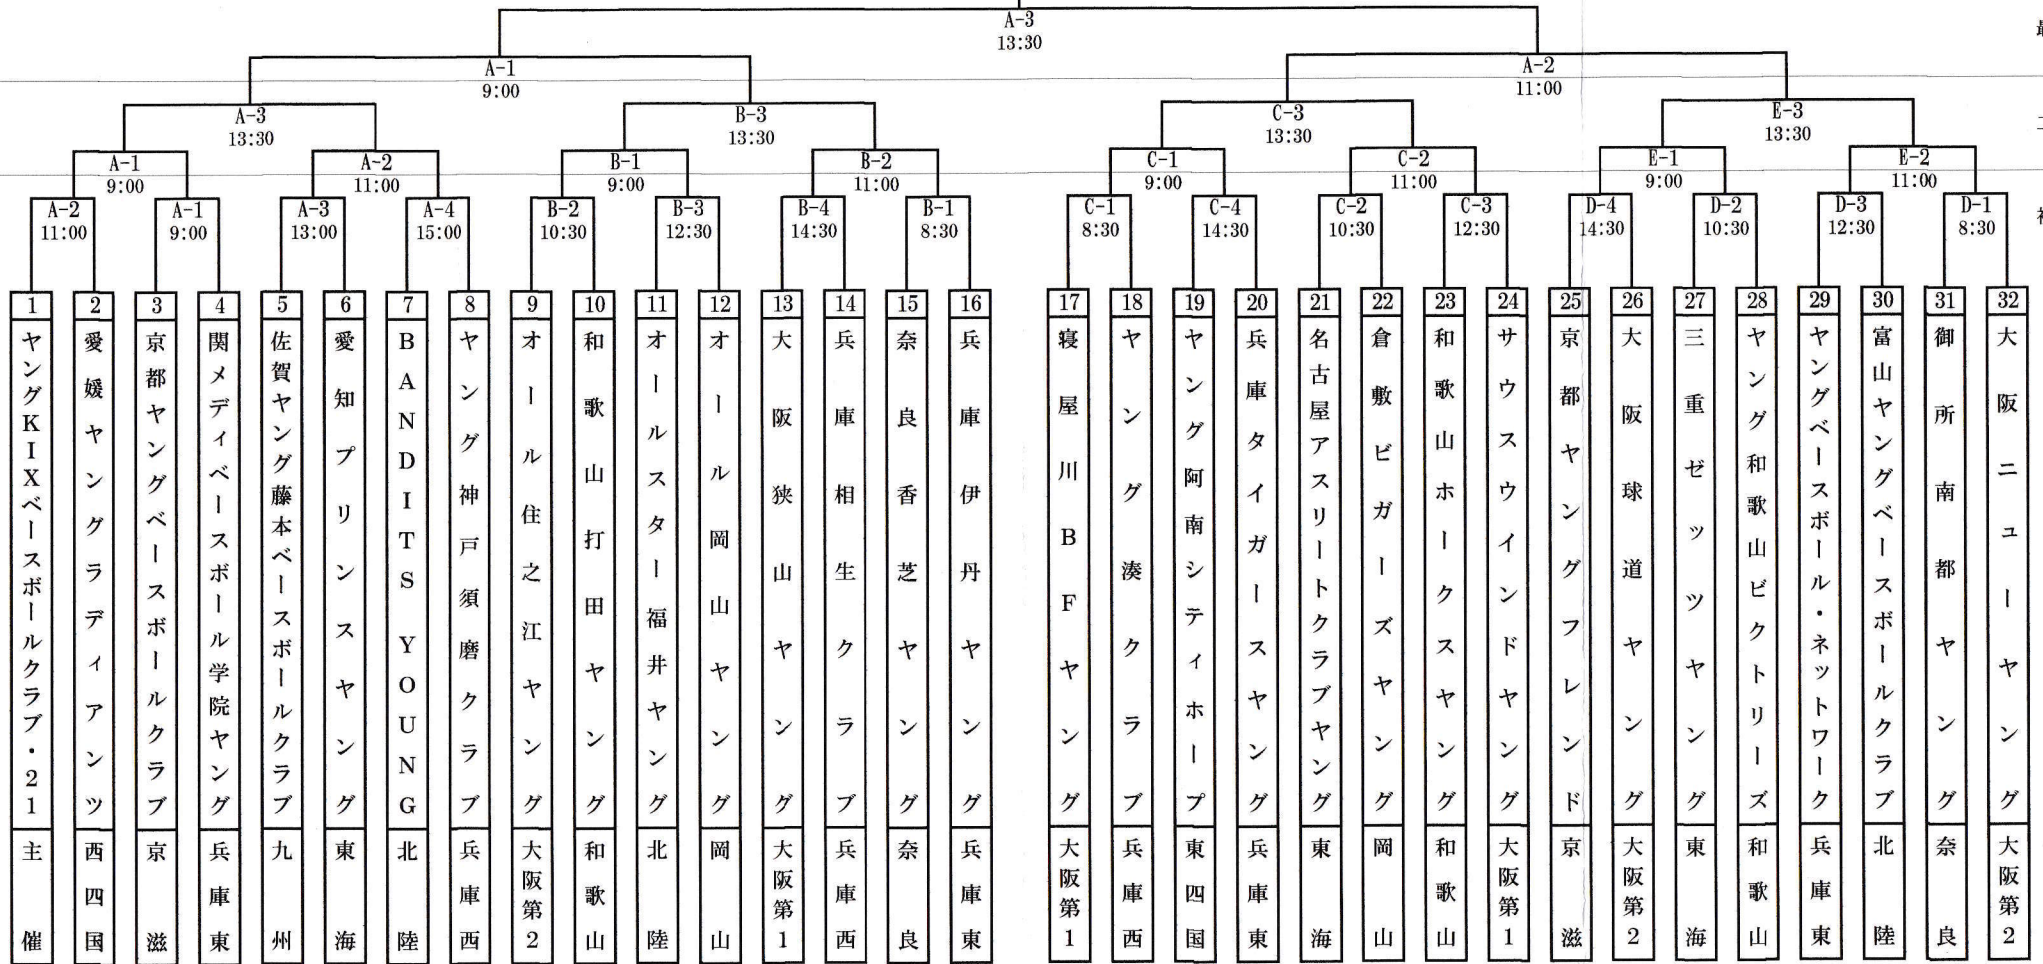 A-3
13:30
A-1
9:00
A-2
11:00
A-3
13:30
B-3
13:30
C-3
13:30
E-3
13:30
A-1
9:00
A-2
11:00
B-1
9:00
B-2
11:00
C-1
9:00
C-2
11:00
E-1
9:00
E-2
11:00
A-2
11:00
A-1
9:00
A-3
13:00
A-4
15:00
B-2
10:30
B-3
12:30
B-4
14:30
B-1
8:30
C-1
8:30
C-4
14:30
C-2
10:30
C-3
12:30
D-4
14:30
D-2
10:30
D-3
12:30
D-1
8:30
1
ヤングKIXベースボールクラブ・21
主催
2
愛媛ヤングラディアンツ
西四国
3
京都ヤングベースボールクラブ
京滋
4
関メディベースボール学院ヤング
兵庫東
5
佐賀ヤング藤本ベースボールクラブ
九州
6
愛知プリンスヤング
東海
7
BANDITS YOUNG
北陸
8
ヤング神戸須磨クラブ
兵庫西
9
オール住之江ヤング
大阪第2
10
和歌山打田ヤング
和歌山
11
オールスター福井ヤング
北陸
12
オール岡山ヤング
岡山
13
大阪狭山ヤング
大阪第1
14
兵庫相生クラブ
兵庫西
15
奈良香芝ヤング
奈良
16
兵庫伊丹ヤング
兵庫東
17
寝屋川BFヤング
大阪第1
18
ヤング湊クラブ
兵庫西
19
ヤング阿南シティホープ
東四国
20
兵庫タイガースヤング
兵庫東
21
名古屋アスリートクラブヤング
東海
22
倉敷ビガーズヤング
岡山
23
和歌山ホークスヤング
和歌山
24
サウスウインドヤング
大阪第1
25
京都ヤングフレンド
京滋
26
大阪球道ヤング
大阪第2
27
三重ゼッツヤング
東海
28
ヤング和歌山ビクトリーズ
和歌山
29
ヤングベースボール・ネットワーク
兵庫東
30
富山ヤングベースボールクラブ
北陸
31
御所南都ヤング
奈良
32
大阪ニューヤング
大阪第2